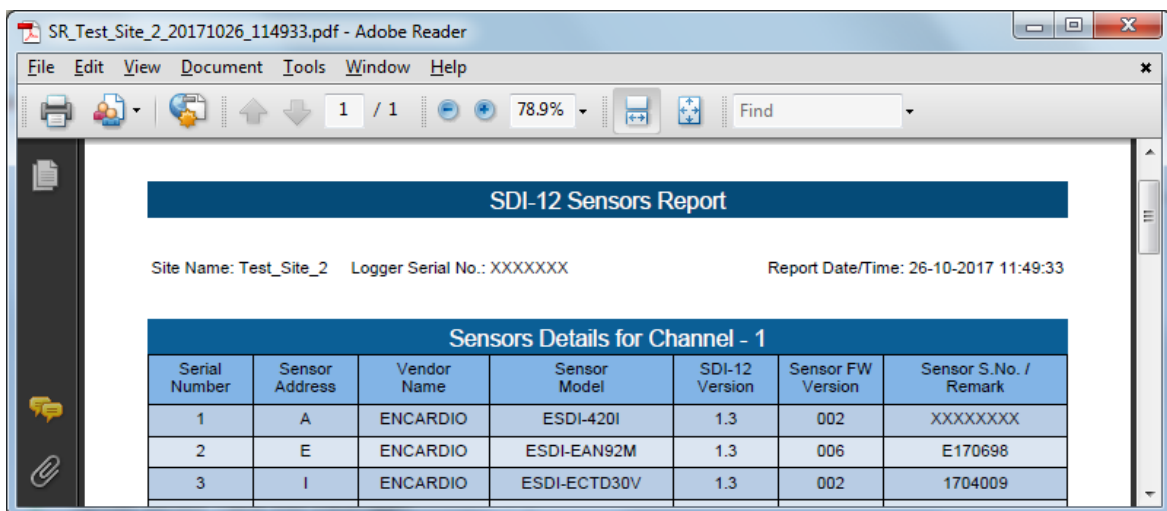 SR_Test_Site_2_20171026_114933.pdf - Adobe Reader
File Edit View Document Tools Window Help
1 / 1 78.9% Find
SDI-12 Sensors Report
Site Name: Test_Site_2 Logger Serial No.: XXXXXXX Report Date/Time: 26-10-2017 11:49:33
Sensors Details for Channel - 1
Serial Number Sensor Address Vendor Name Sensor Model SDI-12 Version Sensor FW Version Sensor S.No. / Remark
1 A ENCARDIO ESDI-420I 1.3 002 XXXXXXXX
2 E ENCARDIO ESDI-EAN92M 1.3 006 E170698
3 I ENCARDIO ESDI-ECTD30V 1.3 002 1704009